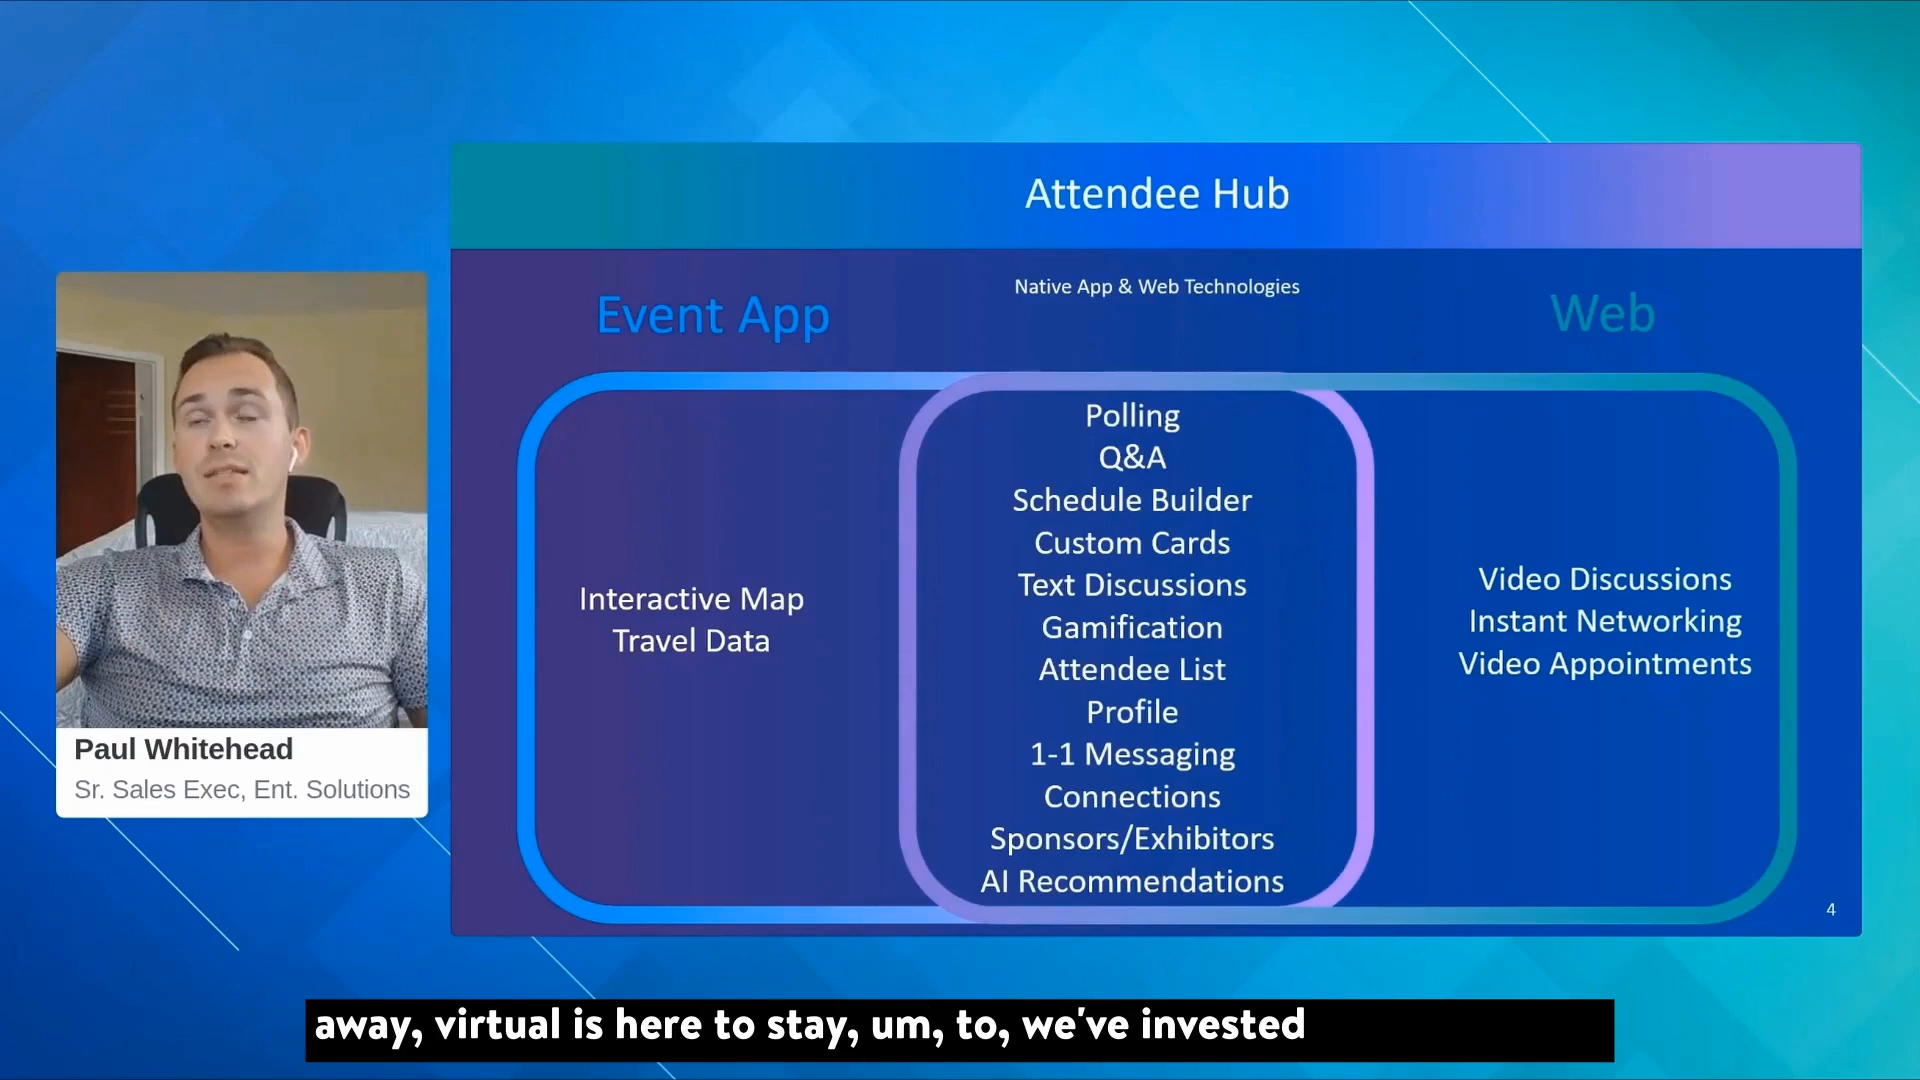 Attendee Hub
Native App & Web Technologies
Event App
Web
Interactive Map
Travel Data
Polling
Q&A
Schedule Builder
Custom Cards
Text Discussions
Gamification
Attendee List
Profile
1-1 Messaging
Connections
Sponsors/Exhibitors
AI Recommendations
Video Discussions
Instant Networking
Video Appointments
4
Paul Whitehead
Sr. Sales Exec, Ent. Solutions
away, virtual is here to stay, um, to, we've invested